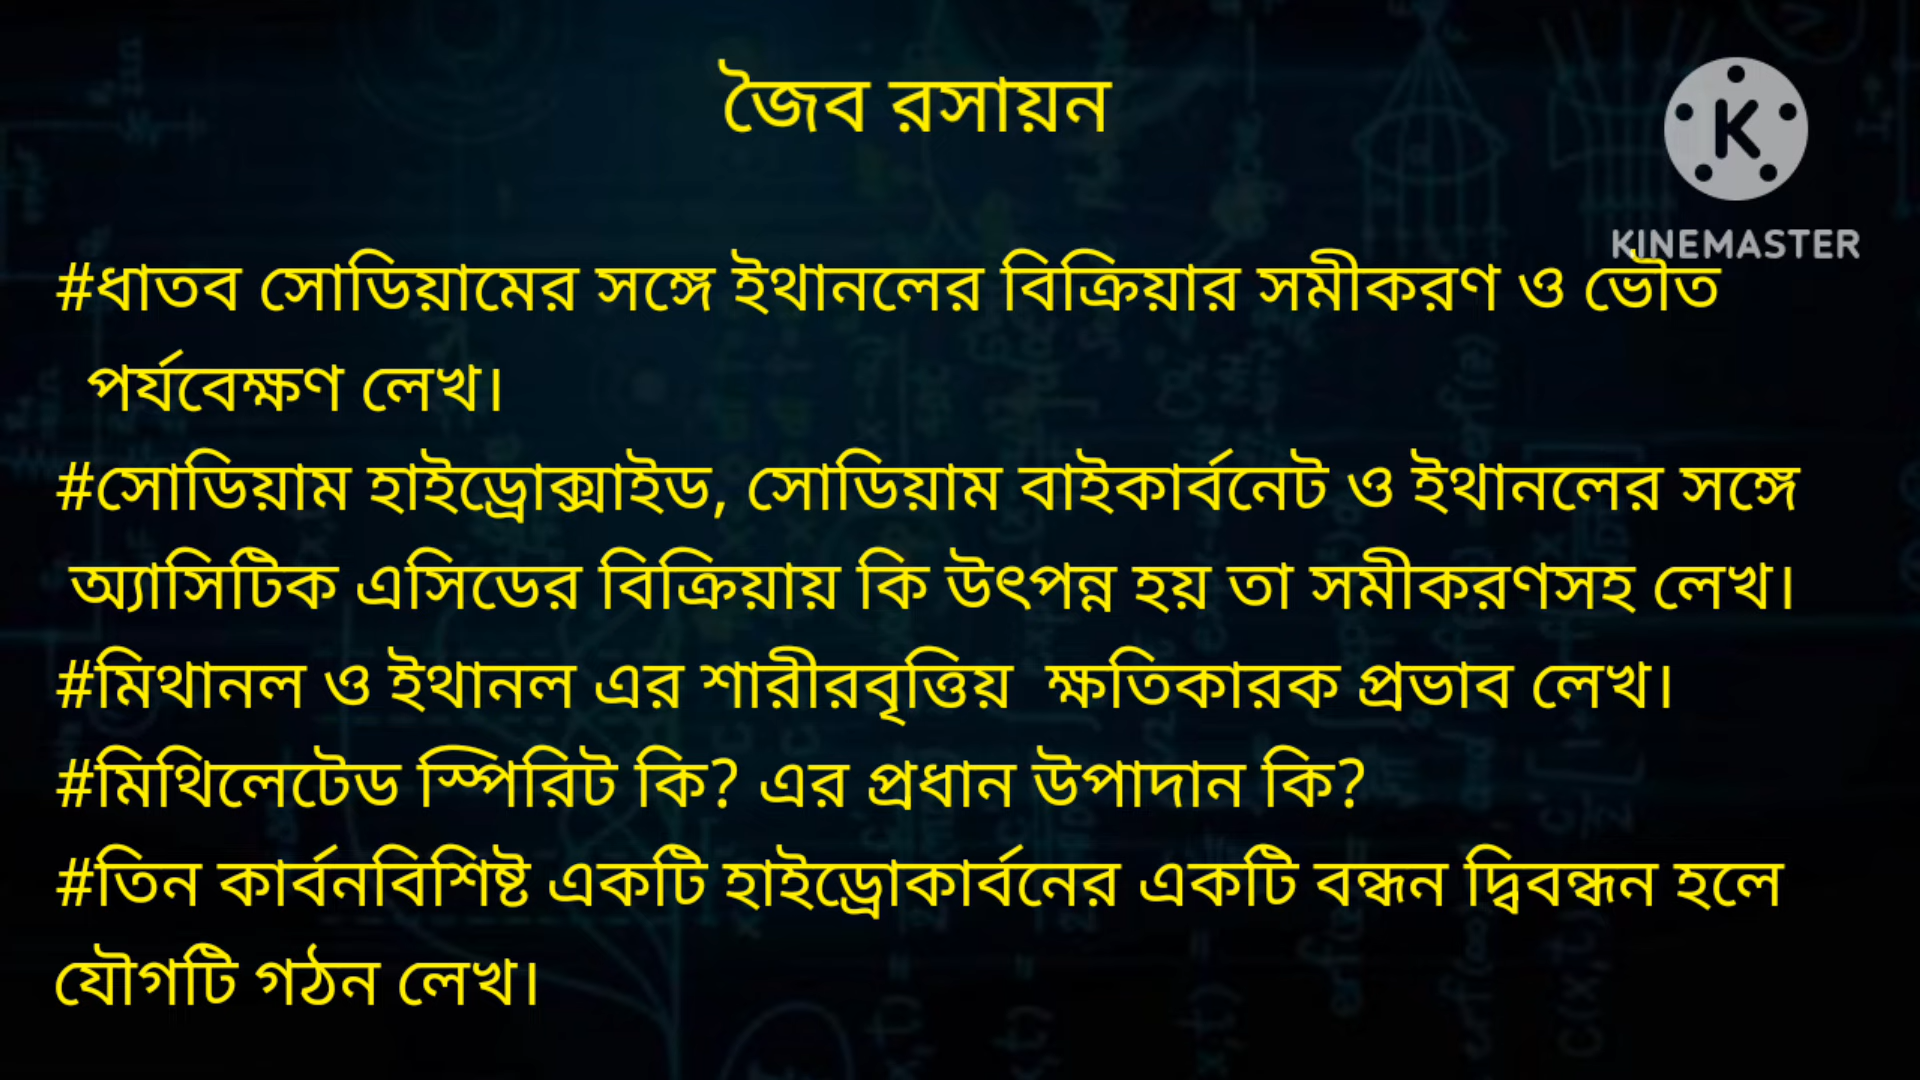 জৈব রসায়ন
KINEMASTER
#ধাতব সোডিয়ামের সঙ্গে ইথানলের বিক্রিয়ার সমীকরণ ও ভৌত
পর্যবেক্ষণ লেখ।
#সোডিয়াম হাইড্রোক্সাইড, সোডিয়াম বাইকার্বনেট ও ইথানলের সঙ্গে
অ্যাসিটিক এসিডের বিক্রিয়ায় কি উৎপন্ন হয় তা সমীকরণসহ লেখ।
#মিথানল ও ইথানল এর শারীরবৃত্তিয় ক্ষতিকারক প্রভাব লেখ।
#মিথিলেটেড স্পিরিট কি? এর প্রধান উপাদান কি?
#তিন কার্বনবিশিষ্ট একটি হাইড্রোকার্বনের একটি বন্ধন দ্বিবন্ধন হলে
যৌগটি গঠন লেখ।